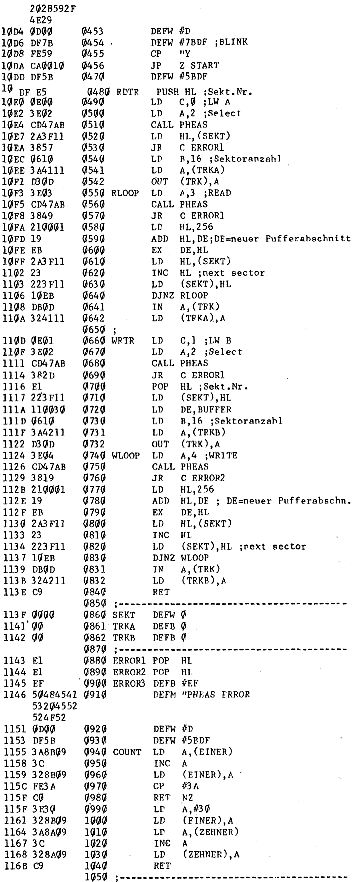 2028592F
4E29
10D4 0D00 0453 DEFW #D
10D6 DF7B 0454 DEFW #7BDF ;BLINK
10D8 FE59 0455 CP "Y
10DA CA0010 0456 JP Z START
10DD DF5B 0470 DEFW #5BDF
10 DF E5 0480 RDTR PUSH HL ;Sekt.Nr.
10E0 0E00 0490 LD C,0 ;LW A
10E2 3E02 0500 LD A,2 ;Select
10E4 CD47AB 0510 CALL PHEAS
10E7 2A3F11 0520 LD HL,(SEKT)
10EA 3857 0530 JR C ERROR1
10EC 0610 0540 LD B,16 ;Sektoranzahl
10EE 3A4111 0541 LD A,(TRKA)
10F1 D30D 0542 OUT (TRK),A
10F3 3E03 0550 RLOOP LD A,3 ;READ
10F5 CD47AB 0560 CALL PHEAS
10F8 3849 0570 JR C ERROR1
10FA 210001 0580 LD HL,256
10FD 19 0590 ADD HL,DE;DE=neuer Pufferabschnitt
10FE EB 0600 EX DE,HL
10FF 2A3F11 0610 LD HL,(SEKT)
1102 23 0620 INC HL ;next sector
1103 223F11 0630 LD (SEKT),HL
1106 10EB 0640 DJNZ RLOOP
1108 DB0D 0641 IN A,(TRK)
110A 324111 0642 LD (TRKA),A
0650 ;
110D 0E01 0660 WRTR LD C,1 ;LW B
110F 3E02 0670 LD A,2 ;Select
1111 CD47AB 0680 CALL PHEAS
1114 382D 0690 JR C ERROR1
1116 E1 0700 POP HL ;Sekt.Nr.
1117 223F11 0710 LD (SEKT),HL
111A 110030 0720 LD DE,BUFFER
111D 0610 0730 LD B,16 ;Sektoranzahl
111F 3A4211 0731 LD A,(TRKB)
1122 D30D 0732 OUT (TRK),A
1124 3E04 0740 WLOOP LD A,4 ;WRITE
1126 CD47AB 0750 CALL PHEAS
1129 3819 0760 JR C ERROR2
112B 210001 0770 LD HL,256
112E 19 0780 ADD HL,DE ; DE=neuer Pufferabschn.
112F EB 0790 EX DE,HL
1130 2A3F11 0800 LD HL,(SEKT)
1133 23 0810 INC HL
1134 223F11 0820 LD (SEKT),HL ;next sector
1137 10EB 0830 DJNZ WLOOP
1139 DB0D 0831 IN A,(TRK)
113B 324211 0832 LD (TRKB),A
113E C9 0840 RET
0850 ;------------------------------
113F 0000 0860 SEKT DEFW 0
1141 00 0861 TRKA DEFB 0
1142 00 0862 TRKB DEFB 0
0870 ;------------------------------
1143 E1 0880 ERROR1 POP HL
1144 E1 0890 ERROR2 POP HL
1145 EF 0900 ERROR3 DEFB #EF
1146 50484541 0910 DEFM "PHEAS ERROR
53204552
524F52
1151 0D00 0920 DEFW #D
1153 DF5B 0930 DEFW #5BDF
1155 3A8B09 0940 COUNT LD A,(EINER)
1158 3C 0950 INC A
1159 328B09 0960 LD (EINER),A
115C FE3A 0970 CP #3A
115F C0 0980 RET NZ
115F 3E30 0990 LD A,#30
1161 328B09 1000 LD (EINER),A
1164 3A8A09 1010 LD A,(ZEHNER)
1167 3C 1020 INC A
1168 328A09 1030 LD (ZEHNER),A
116B C9 1040 RET
1050 ;------------------------------